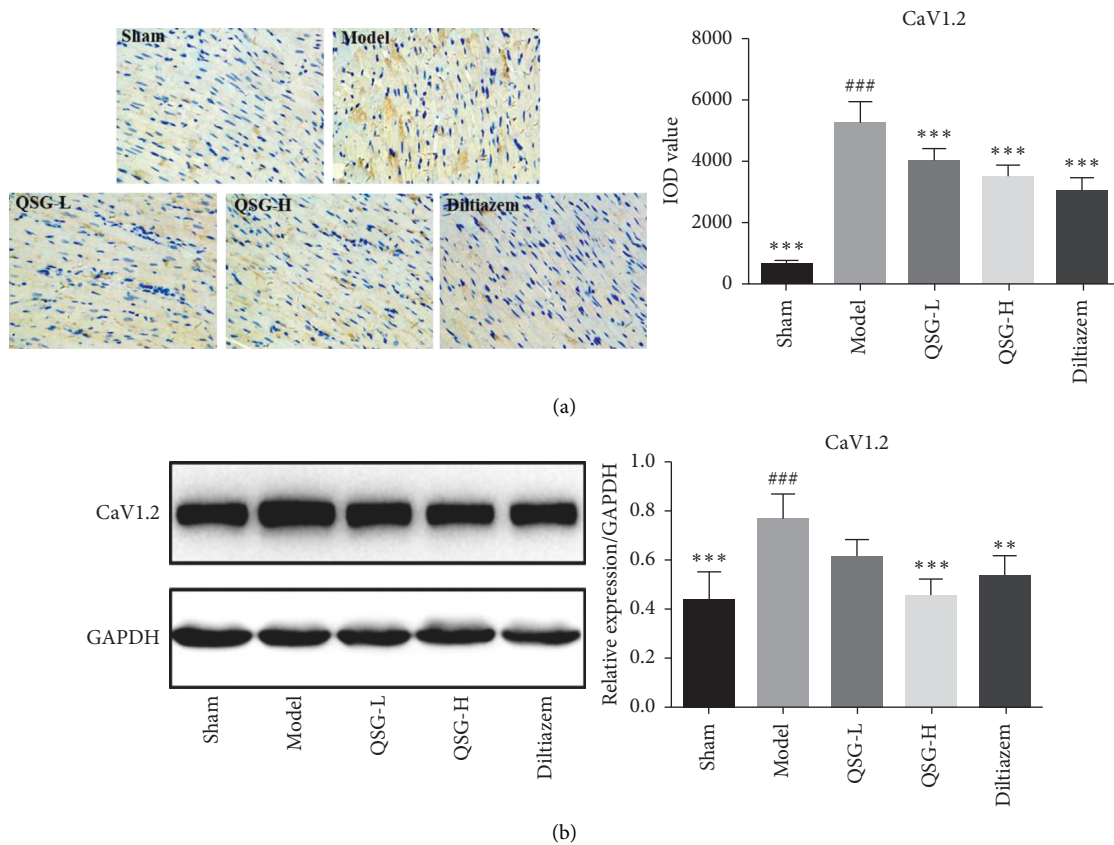 Sham
Model
QSG-L
QSG-H
Diltiazem
CaV1.2
IOD value
8000
6000
4000
2000
0
***
###
***
***
***
Sham
Model
QSG-L
QSG-H
Diltiazem
(a)
CaV1.2
GAPDH
Sham
Model
QSG-L
QSG-H
Diltiazem
CaV1.2
Relative expression/GAPDH
1.0
0.8
0.6
0.4
0.2
0.0
***
###
***
**
Sham
Model
QSG-L
QSG-H
Diltiazem
(b)